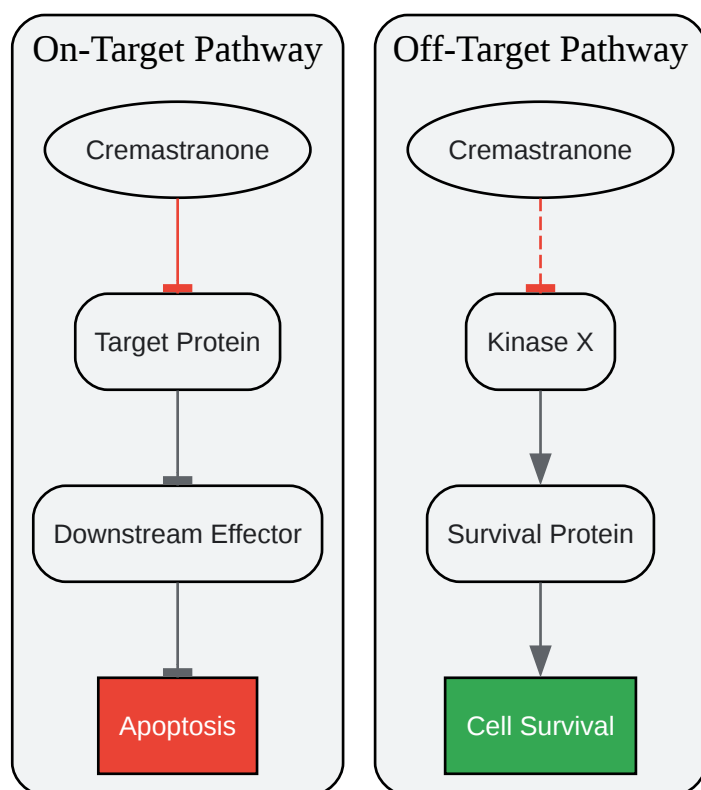 On-Target Pathway
Cremastranone
Target Protein
Downstream Effector
Apoptosis
Off-Target Pathway
Cremastranone
Kinase X
Survival Protein
Cell Survival